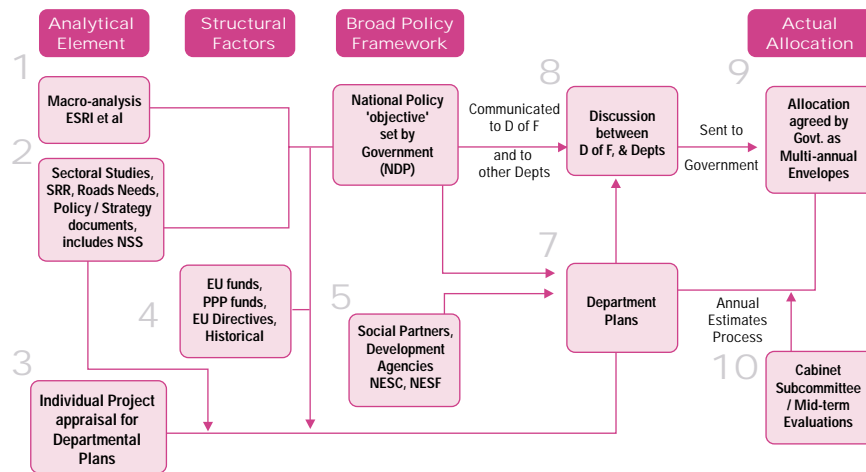 Analytical
Element
Structural
Factors
Broad Policy
Framework
Actual
Allocation
1
Macro-analysis
ESRI et al
2
Sectoral Studies,
SRR, Roads Needs,
Policy / Strategy
documents,
includes NSS
3
Individual Project
appraisal for
Departmental
Plans
4
EU funds,
PPP funds,
EU Directives,
Historical
National Policy
'objective'
set by
Government
(NDP)
5
Social Partners,
Development
Agencies
NESC, NESF
Communicated
to D of F
and to
other Depts
8
Discussion
between
D of F, & Depts
7
Department
Plans
Sent to
Government
9
Allocation
agreed by
Govt. as
Multi-annual
Envelopes
Annual
Estimates
Process
10
Cabinet
Subcommittee
/ Mid-term
Evaluations